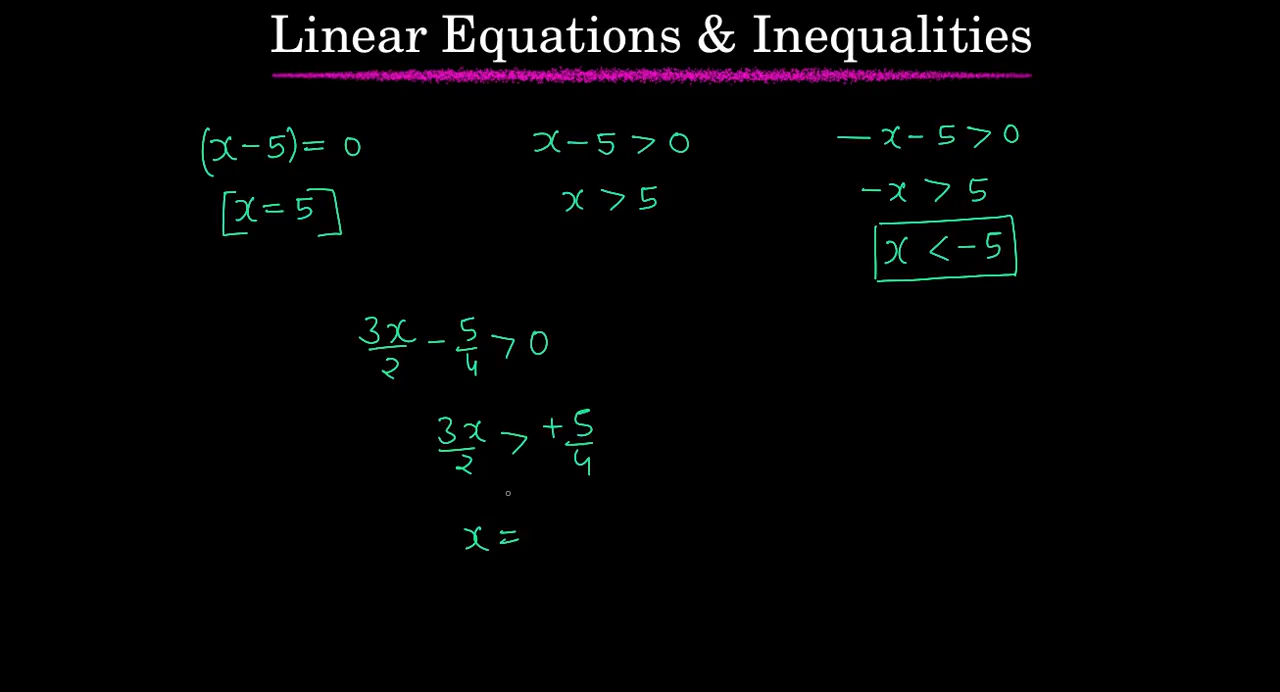 Linear Equations & Inequalities
(x-5)=0
[x=5]
x-5>0
x>5
-x-5>0
-x>5
x<-5
3x/2 - 5/4 > 0
3x/2 > +5/4
x =